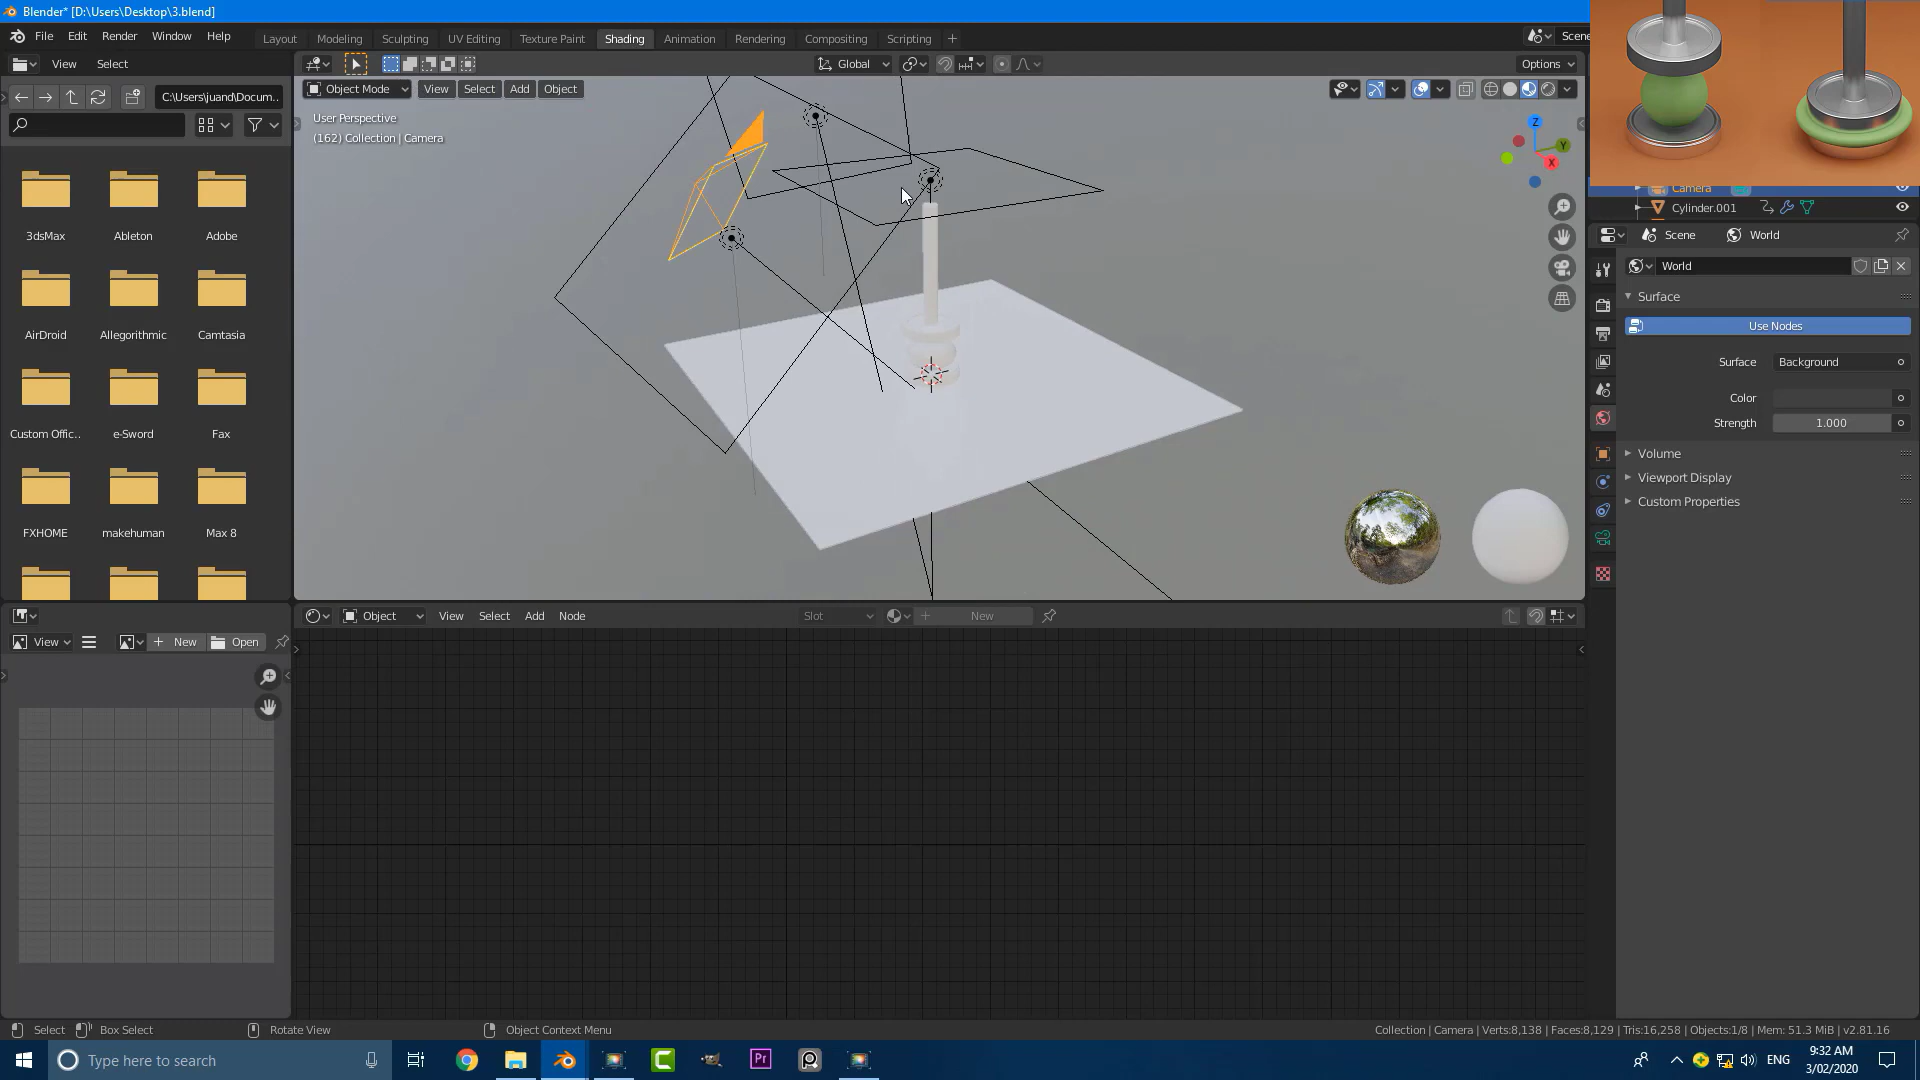 Blender* [D:\Users\Desktop\3.blend]
File Edit Render Window Help
Layout Modeling Sculpting UV Editing Texture Paint Shading Animation Rendering Compositing Scripting
Scene
View Select
Global
Options
C:\Users\juand\Docum..
Object Mode View Select Add Object
User Perspective
(162) Collection | Camera
Z
Y
X
Camera
Cylinder.001
Scene World
World
Surface
Use Nodes
Surface Background
Color
Strength 1.000
Volume
Viewport Display
Custom Properties
3dsMax Ableton Adobe
AirDroid Allegorithmic Camtasia
Custom Offic.. e-Sword Fax
FXHOME makehuman Max 8
Object View Select Add Node
Slot
New
View New Open
Select Box Select Rotate View Object Context Menu
Collection | Camera | Verts:8,138 | Faces:8,129 | Tris:16,258 | Objects:1/8 | Mem: 51.3 MiB | v2.81.16
Type here to search
Pr
ENG
9:32 AM
3/02/2020